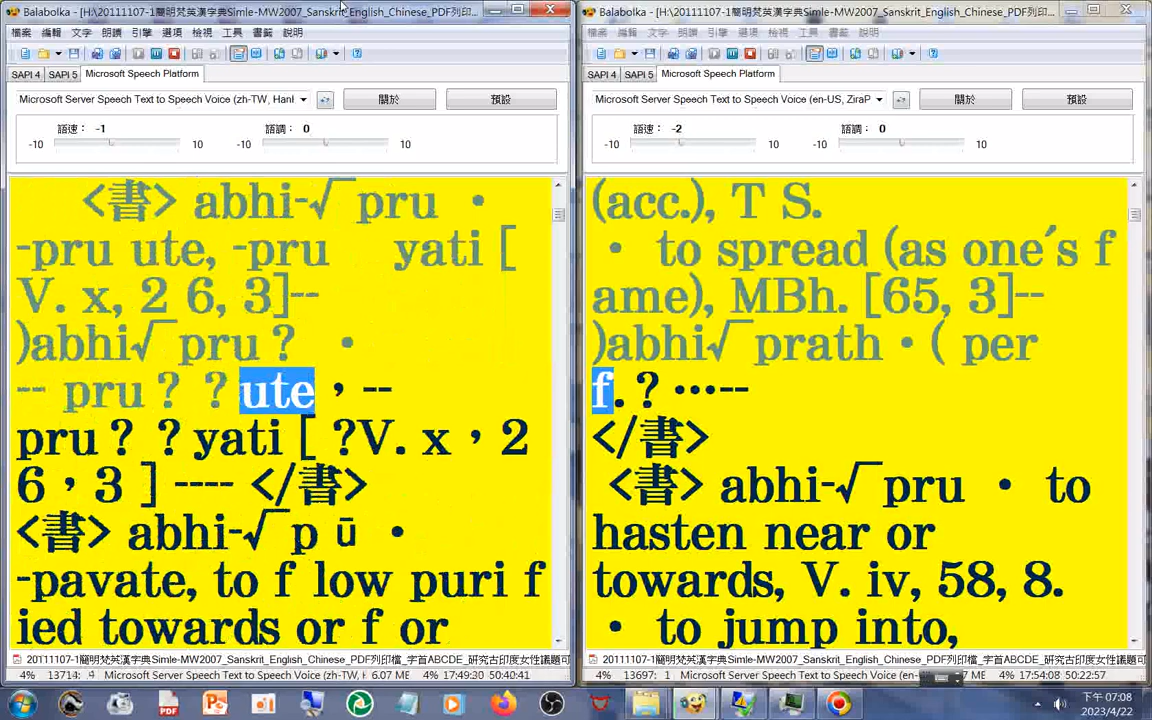 Balabolka - [H:\20111107-1簡明梵英漢字典Simle-MW2007_Sanskrit_English_Chinese_PDF列印...
檔案 編輯 文字 朗讀 引擎 選項 檢視 工具 書籤 說明
SAPI 4 SAPI 5 Microsoft Speech Platform
Microsoft Server Speech Text to Speech Voice (zh-TW, HanH
關於 預設
語速： -1 語調： 0
-10 10 -10 10
<書> abhi-√ pru •
-pru ute, -pru yati [
V. x, 2 6, 3]--
)abhi√ pru ? •
-- pru ? ? ute , --
pru ? ? yati [ ?V. x , 2
6 , 3 ] ---- </書>
<書> abhi-√ p ū •
-pavate, to f low puri f
ied towards or f or
20111107-1簡明梵英漢字典Simle-MW2007_Sanskrit_English_Chinese_PDF列印檔_字首ABCDE_研究古印度女性議題可
4% 13714: .4 Microsoft Server Speech Text to Speech Voice (zh-TW, H 6.07 ME 4% 17:49:30 50:40:41
Balabolka - [H:\20111107-1簡明梵英漢字典Simle-MW2007_Sanskrit_English_Chinese_PDF列印...
檔案 編輯 文字 朗讀 引擎 選項 檢視 工具 書籤 說明
SAPI 4 SAPI 5 Microsoft Speech Platform
Microsoft Server Speech Text to Speech Voice (en-US, ZiraP
關於 預設
語速： -2 語調： 0
-10 10 -10 10
(acc.), T S.
• to spread (as one's f
ame), MBh. [65, 3]--
)abhi√ prath • ( per
f. ? …--
</書>
<書> abhi-√ pru • to
hasten near or
towards, V. iv, 58, 8.
• to jump into,
20111107-1簡明梵英漢字典Simle-MW2007_Sanskrit_English_Chinese_PDF列印檔_字首ABCDE_研究古印度女性議題可
4% 13697: 1 Microsoft Server Speech Text to Speech Voice (en-US, Z 6.07 ME 4% 17:54:08 50:22:57
PDF
下午 07:08
2023/4/22